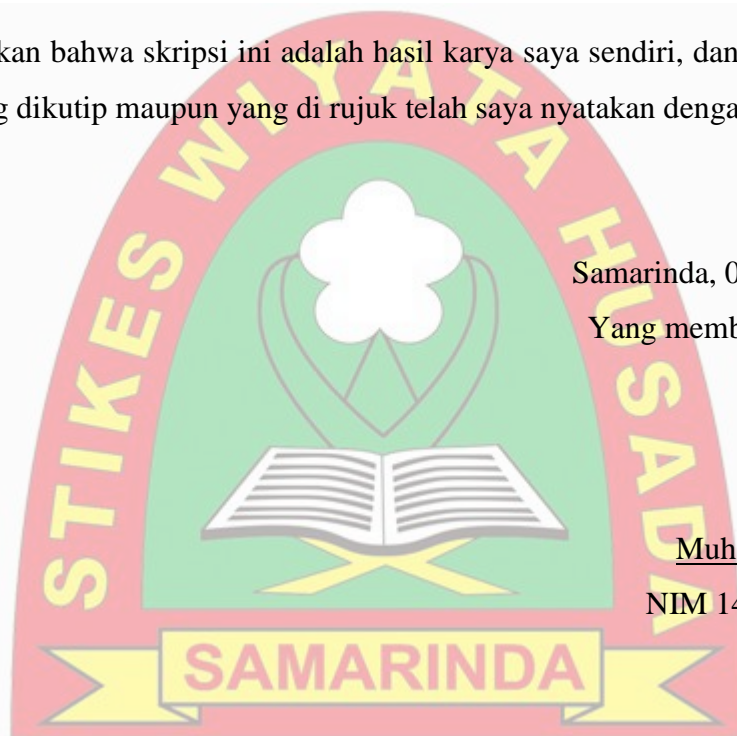 kan bahwa skripsi ini adalah hasil karya saya sendiri, dan
g dikutip maupun yang di rujuk telah saya nyatakan denga
STIKES WIYATA HUSADA
Samarinda, 0
Yang memb
Muh
NIM 14
SAMARINDA